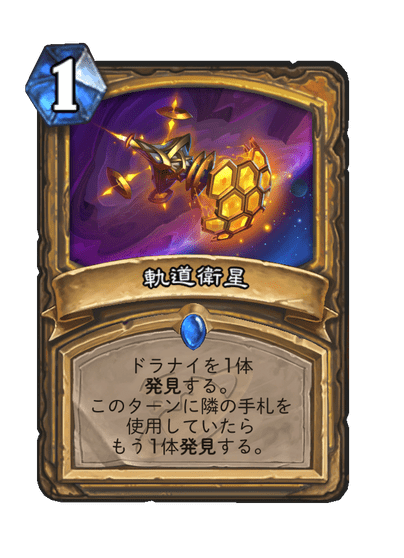 1
軌道衛星
ドラナイを1体
発見する。
このターンに隣の手札を
使用していたら
もう1体発見する。